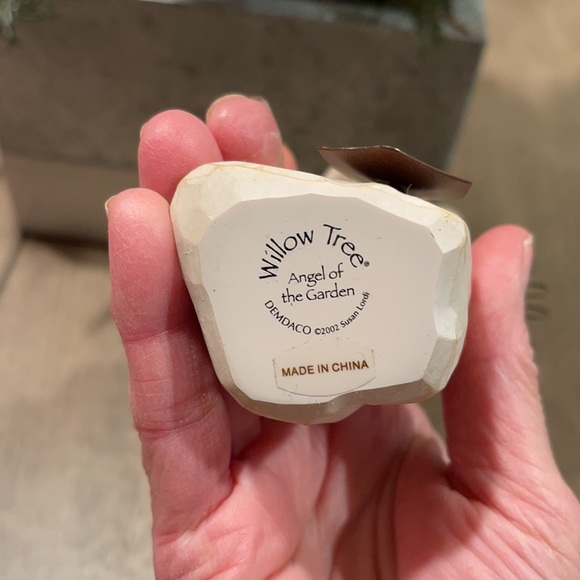 Willow Tree®
Angel of
the Garden
DEMDACO ©2002 Susan Lordi
MADE IN CHINA